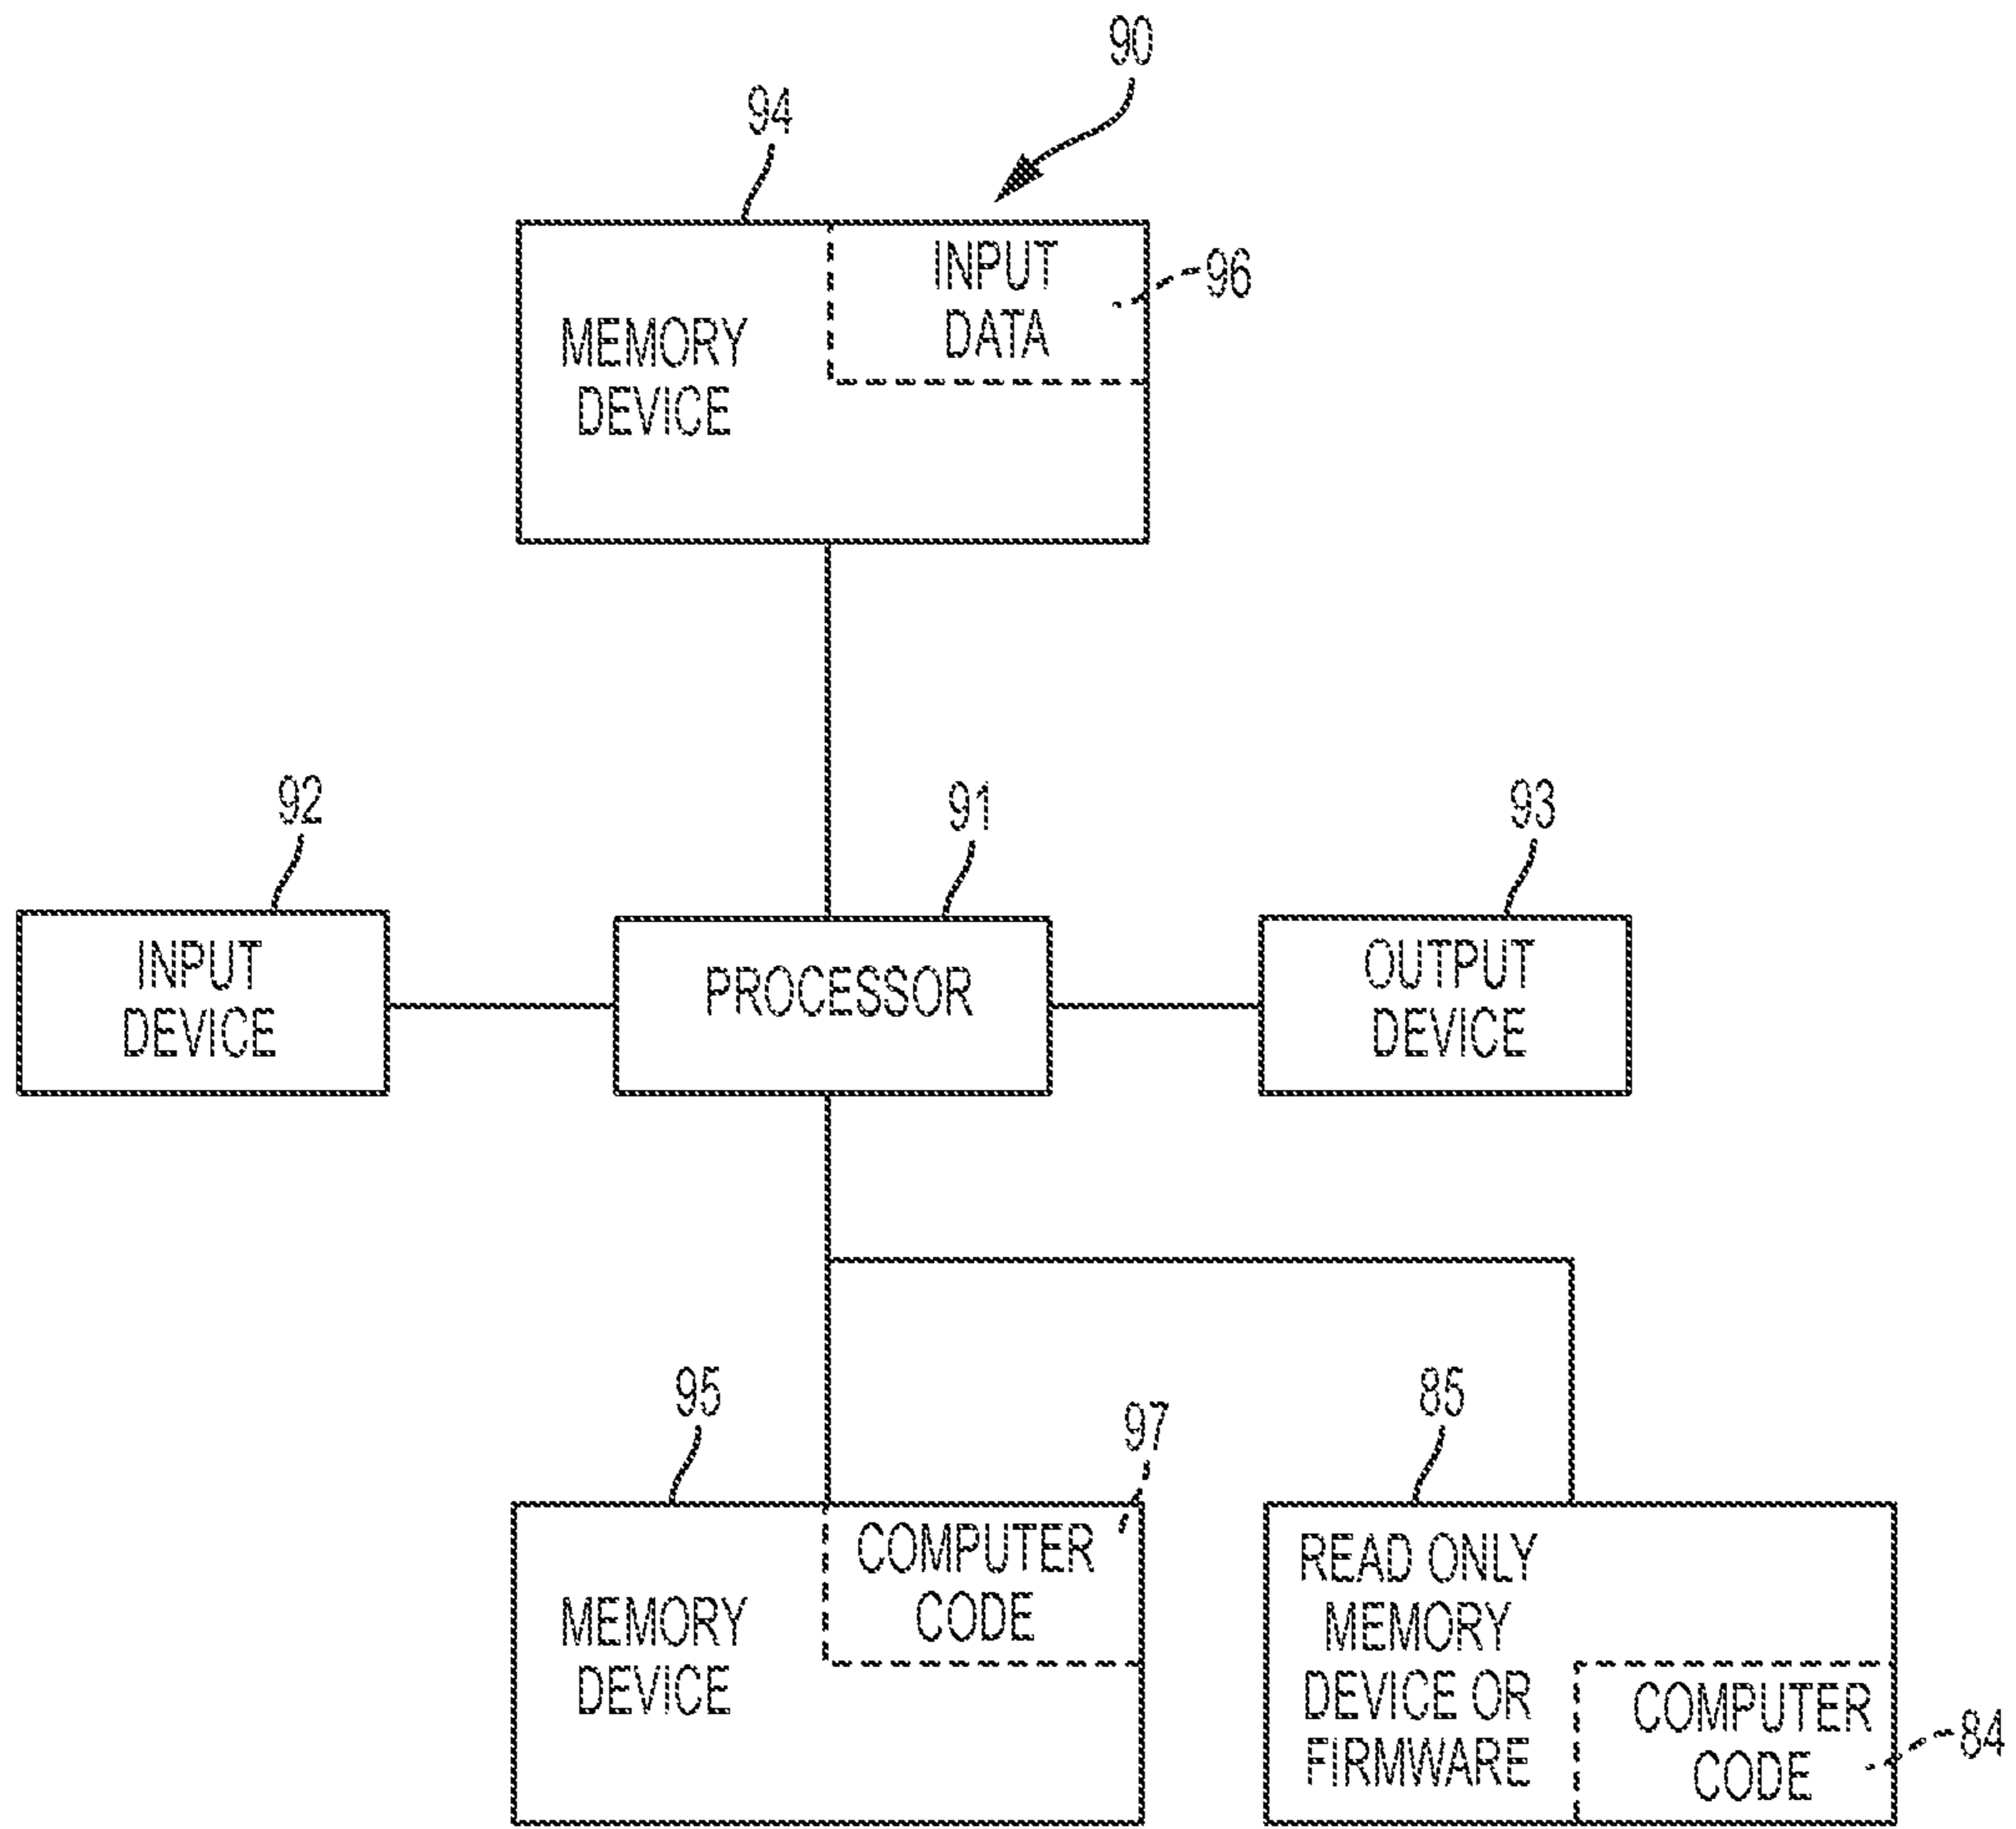 90
94
INPUT
DATA
96
MEMORY
DEVICE
92
91
93
INPUT
DEVICE
PROCESSOR
OUTPUT
DEVICE
95
97
85
MEMORY
DEVICE
COMPUTER
CODE
READ ONLY
MEMORY
DEVICE OR
FIRMWARE
COMPUTER
CODE
84